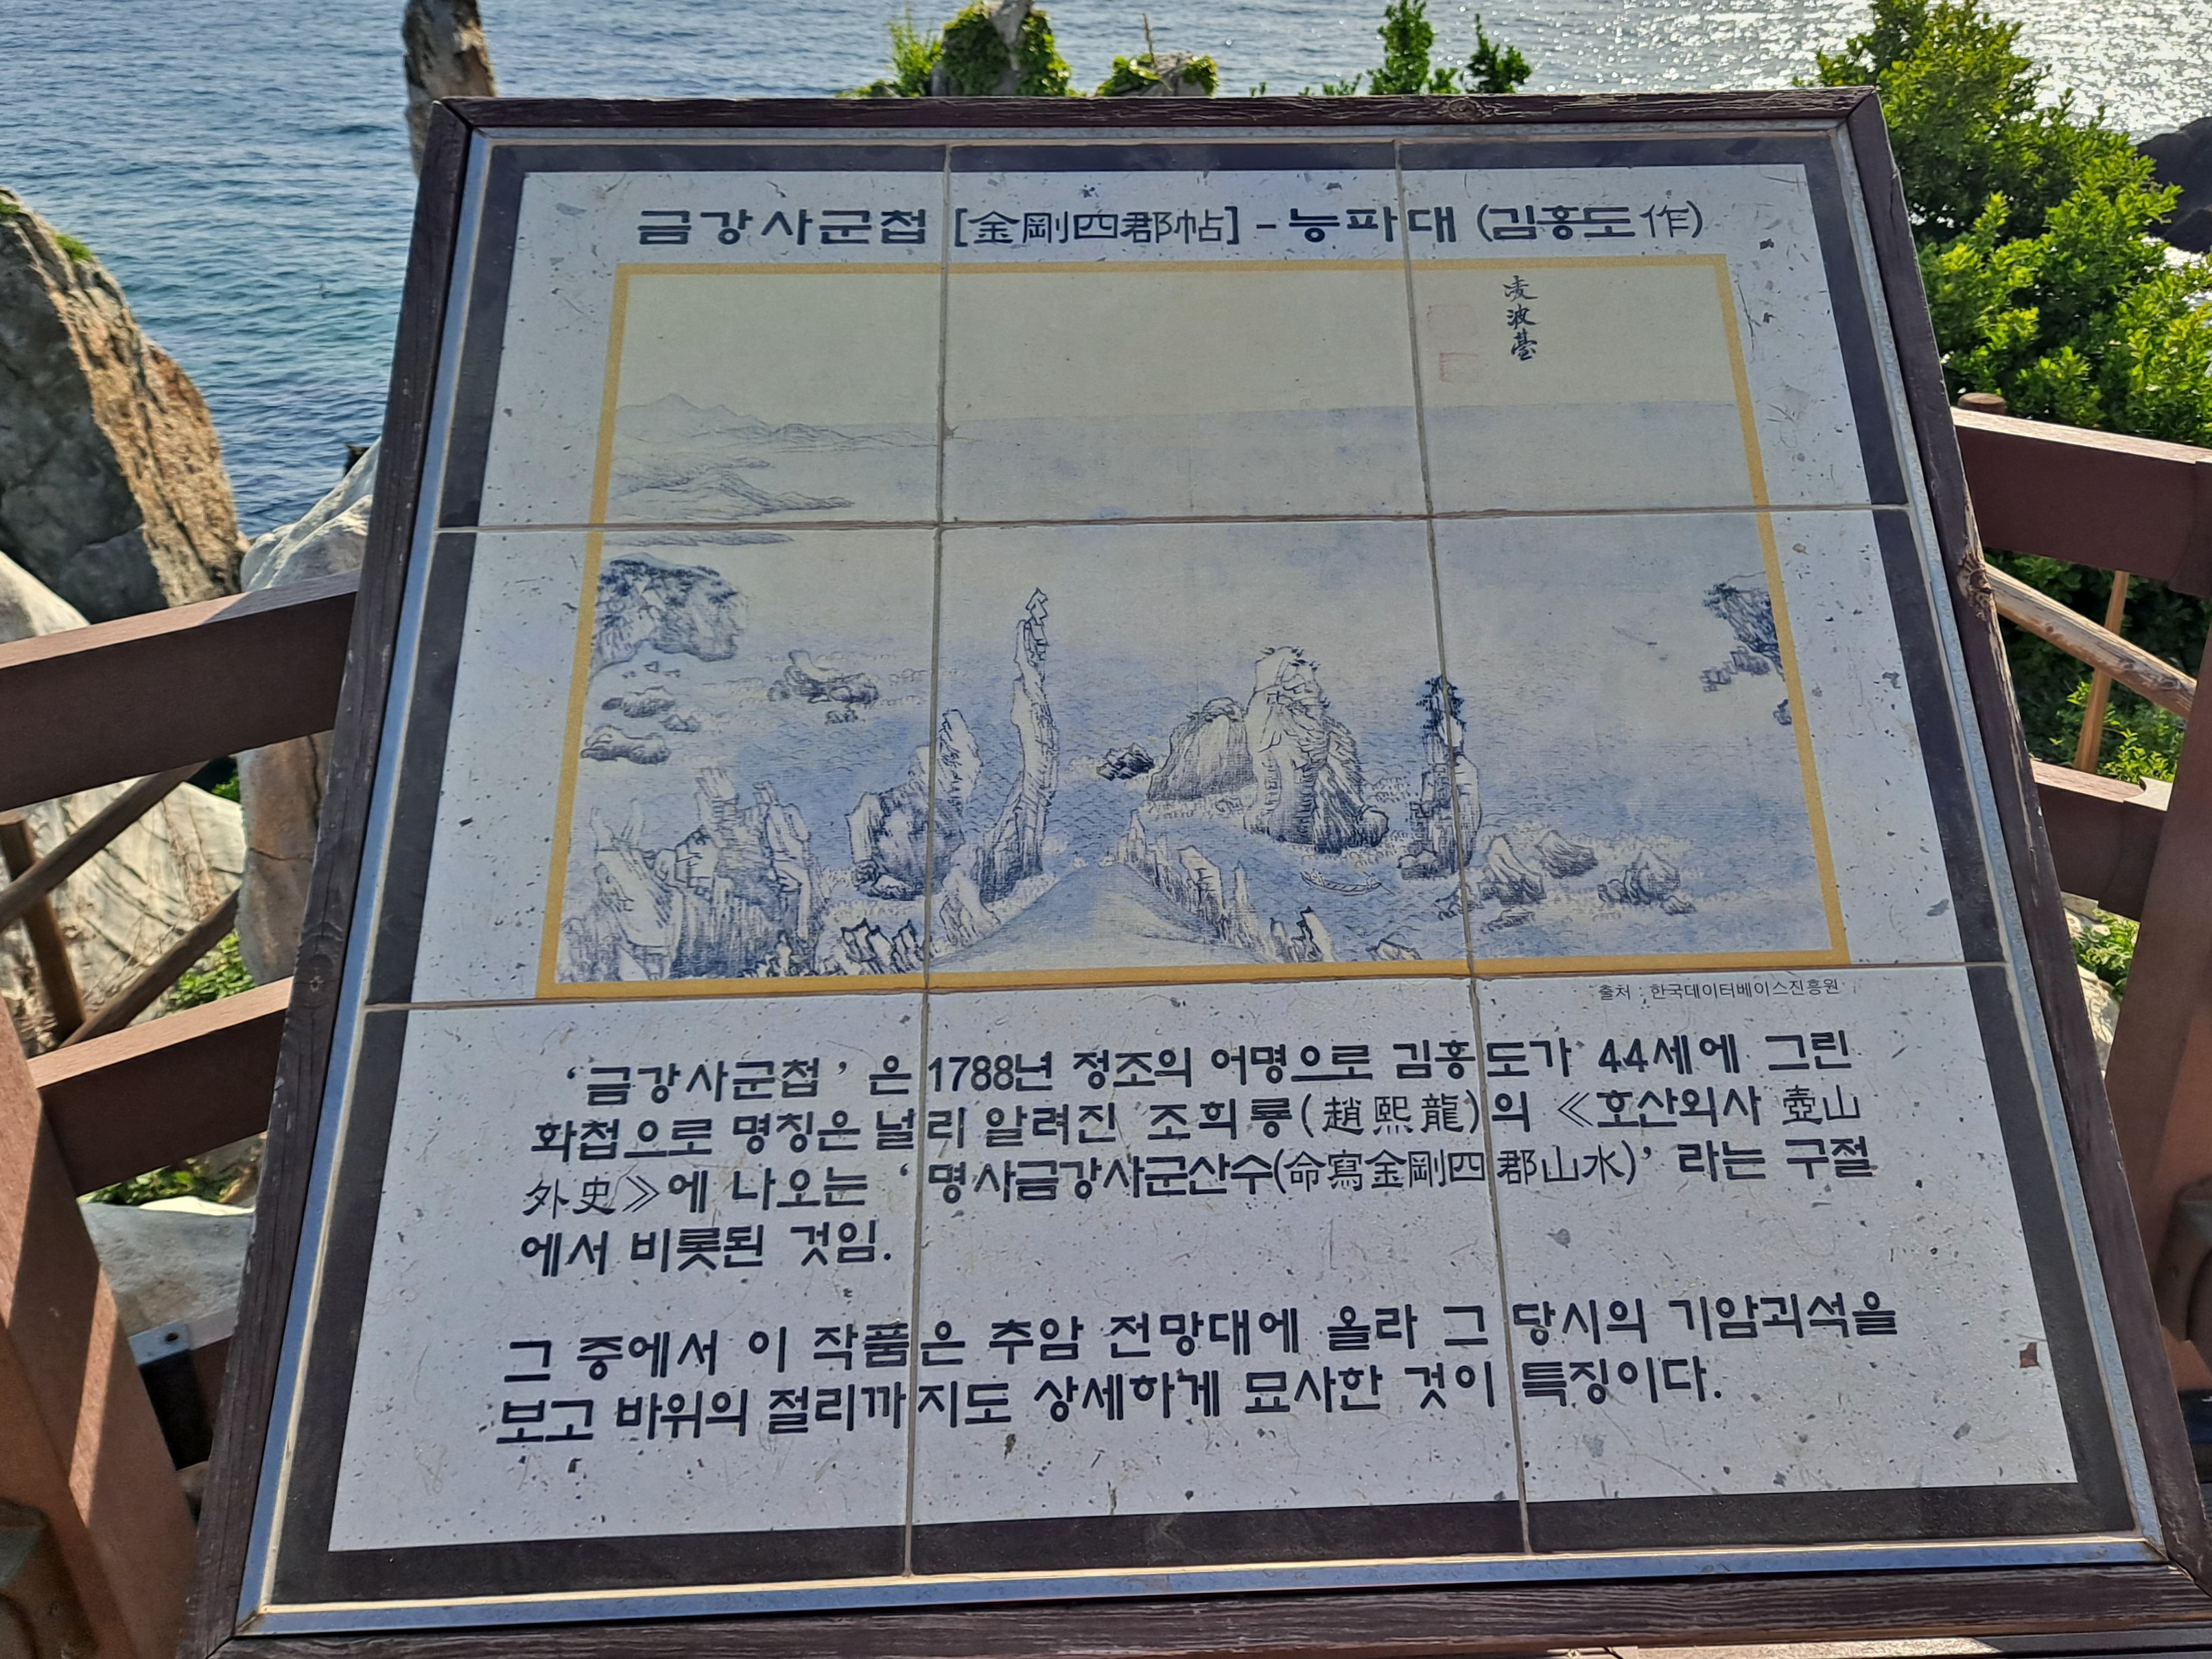 금강사군첩 [金剛四郡帖] - 능파대 (김홍도 作)
凌波臺
출처 : 한국데이터베이스진흥원
‘금강사군첩’ 은 1788년 정조의 어명으로 김홍도가 44세에 그린
화첩으로 명칭은 널리 알려진 조희룡(趙熙龍)의 ≪호산외사 壺山
外史≫에 나오는 ‘명사금강사군산수(命寫金剛四郡山水)’ 라는 구절
에서 비롯된 것임.
그 중에서 이 작품은 추암 전망대에 올라 그 당시의 기암괴석을
보고 바위의 절리까지도 상세하게 묘사한 것이 특징이다.